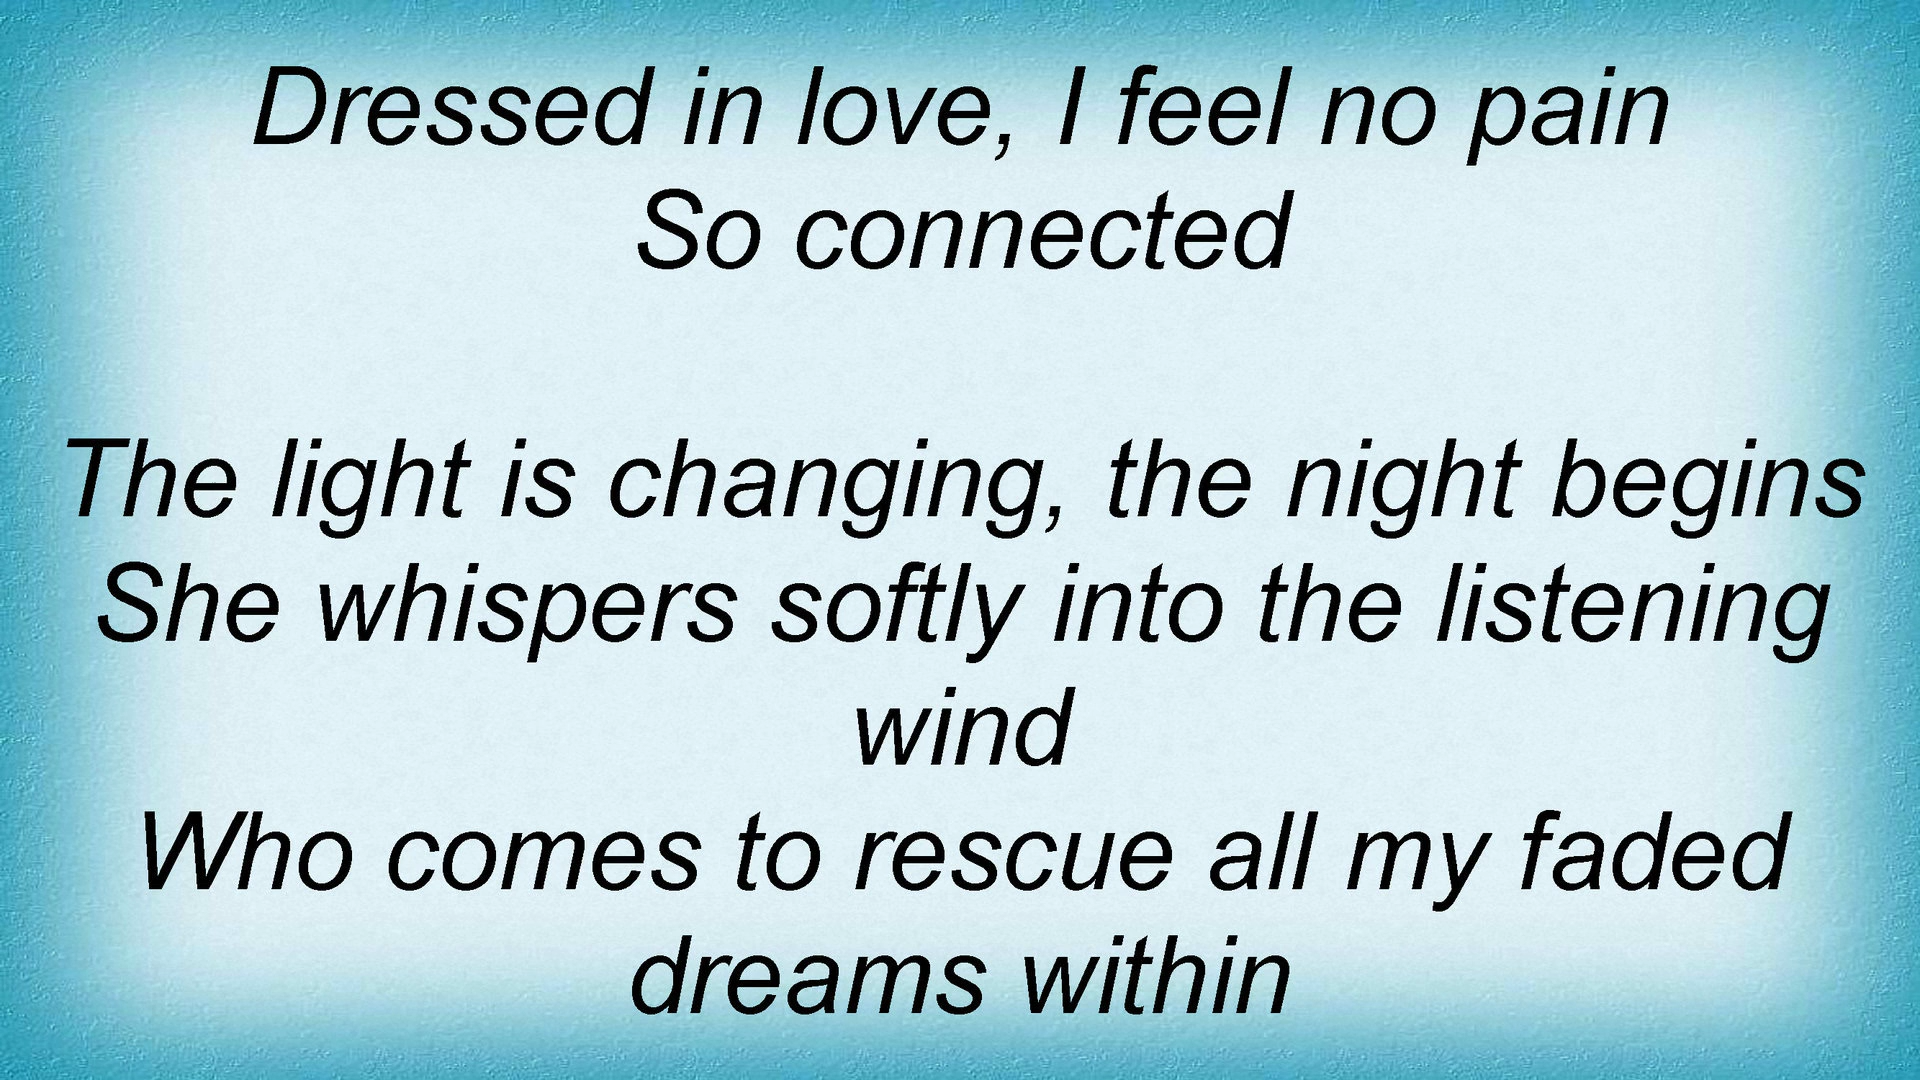 Dressed in love, I feel no pain
So connected
The light is changing, the night begins
She whispers softly into the listening
wind
Who comes to rescue all my faded
dreams within